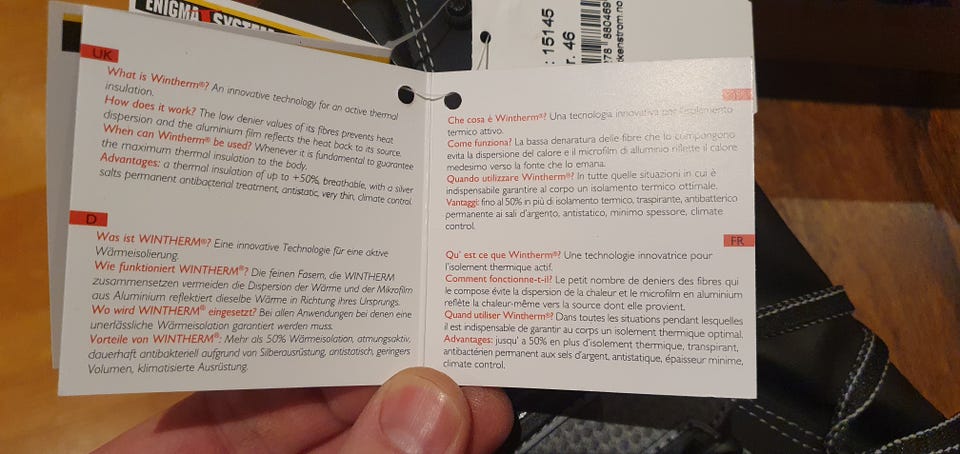 ENIGMA SYSTEM
: 15145
r. 46
UK
What is Wintherm®? An innovative technology for an active thermal
insulation.
How does it work? The low denier values of its fibres prevents heat
dispersion and the aluminium film reflects the heat back to its source.
When can Wintherm® be used? Whenever it is fundamental to guarantee
the maximum thermal insulation to the body.
Advantages: a thermal insulation of up to +50%, breathable, with a silver
salts permanent antibacterial treatment, antistatic, very thin, climate control.
D
Was ist WINTHERM®? Eine innovative Technologie für eine aktive
Wärmeisolierung.
Wie funktioniert WINTHERM®? Die feinen Fasern, die WINTHERM
zusammensetzen vermeiden die Dispersion der Wärme und der Mikrofilm
aus Aluminium reflektiert dieselbe Wärme in Richtung ihres Ursprungs.
Wo wird WINTHERM® eingesetzt? Bei allen Anwendungen bei denen eine
unerlässliche Wärmeisolation garantiert werden muss.
Vorteile von WINTHERM®: Mehr als 50% Wärmeisolation, atmungsaktiv,
dauerhaft antibakteriell aufgrund von Silberausrüstung, antistatisch, geringers
Volumen, klimatisierte Ausrüstung.
Che cosa è Wintherm®? Una tecnologia innovativa per l'isolamento
termico attivo.
Come funziona? La bassa denaratura delle fibre che lo compongono
evita la dispersione del calore e il microfilm di alluminio riflette il calore
medesimo verso la fonte che lo emana.
Quando utilizzare Wintherm®? In tutte quelle situazioni in cui è
indispensabile garantire al corpo un isolamento termico ottimale.
Vantaggi: fino al 50% in più di isolamento termico, traspirante, antibatterico
permanente ai sali d'argento, antistatico, minimo spessore, climate
control.
FR
Qu' est ce que Wintherm®? Une technologie innovatrice pour
l'isolement thermique actif.
Comment fonctionne-t-il? Le petit nombre de deniers des fibres qui
le compose évite la dispersion de la chaleur et le microfilm en aluminium
reflète la chaleur-même vers la source dont elle provient.
Quand utiliser Wintherm®? Dans toutes les situations pendant lesquelles
il est indispensable de garantir au corps un isolement thermique optimal.
Advantages: jusqu' a 50% en plus d'isolement thermique, transpirant,
antibactérien permanent aux sels d'argent, antistatique, épaisseur minime,
climate control.